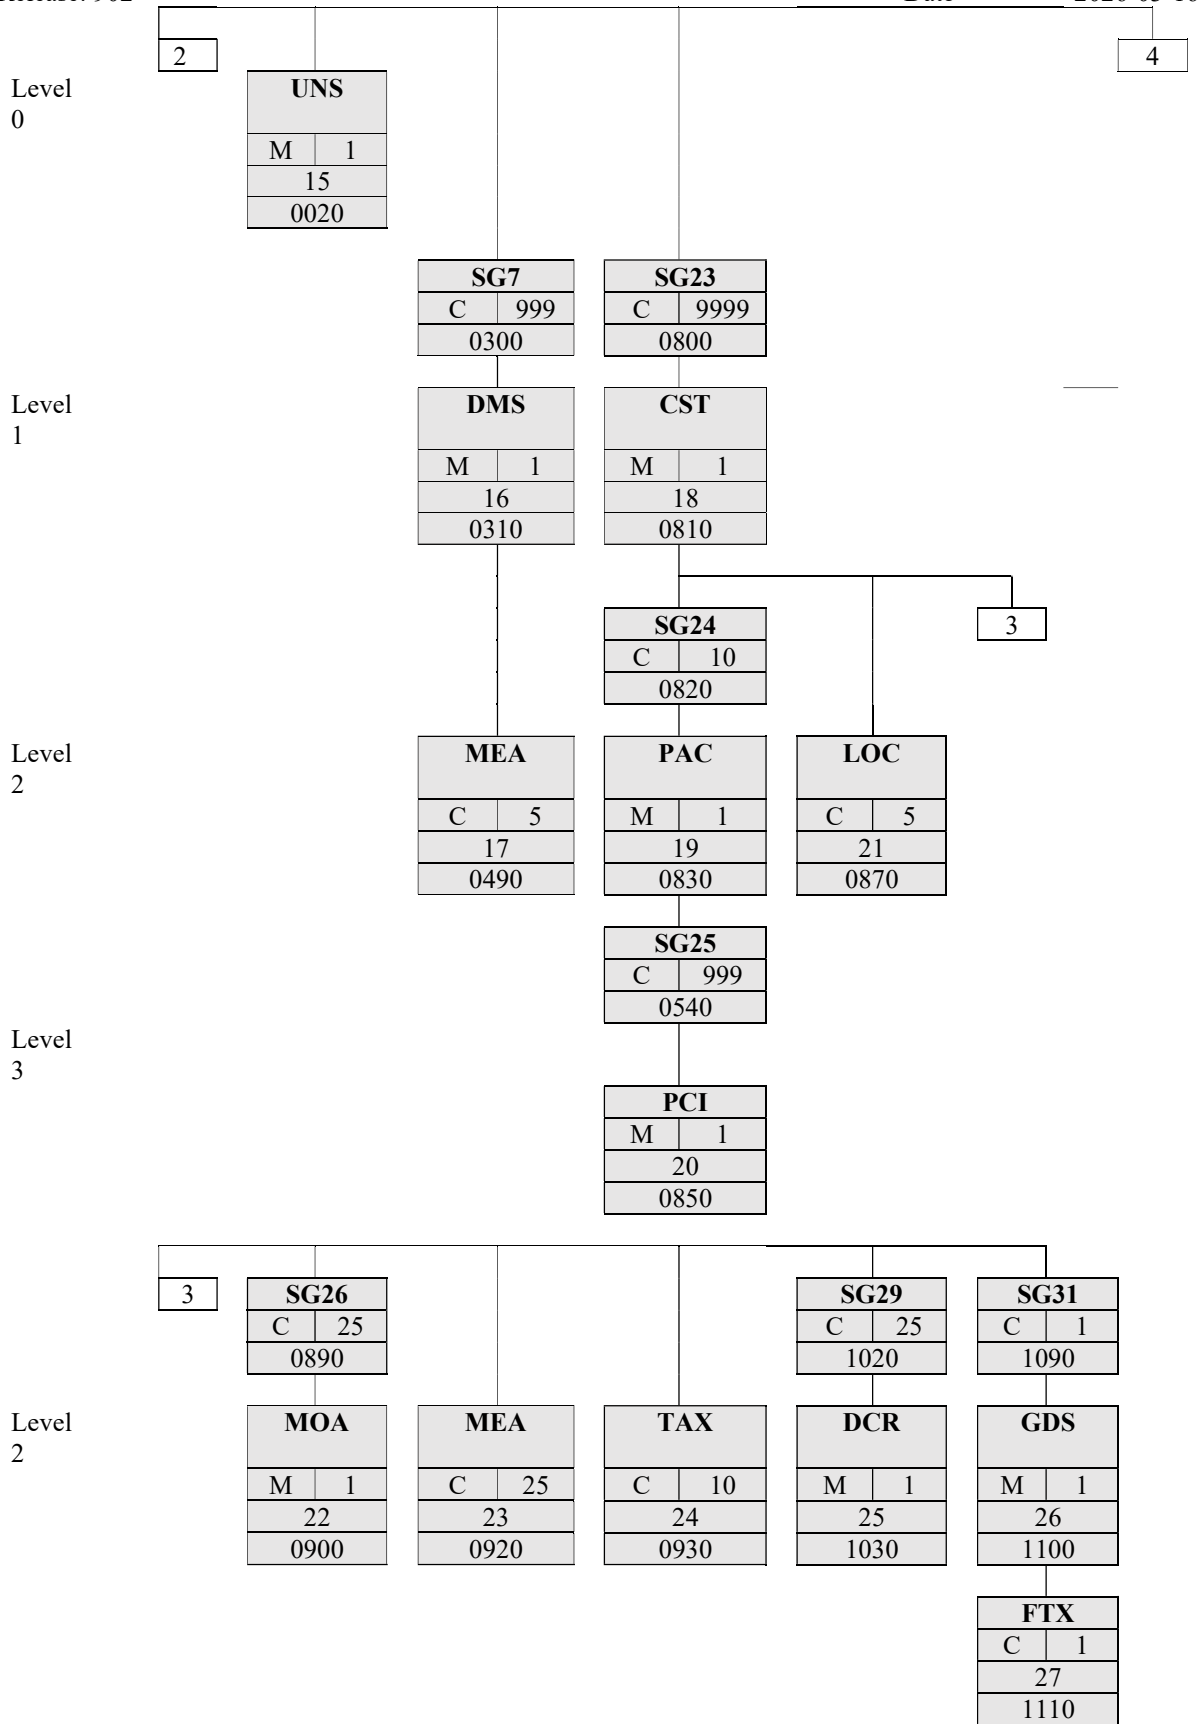 2 4
Level
0
UNS
M 1
15
0020
SG7 SG23
C 999 C 9999
0300 0800
Level
1
DMS CST
M 1 M 1
16 18
0310 0810
SG24 3
C 10
0820
Level
2
MEA PAC LOC
C 5 M 1 C 5
17 19 21
0490 0830 0870
SG25
C 999
0540
Level
3
PCI
M 1
20
0850
3 SG26 SG29 SG31
C 25 C 25 C 1
0890 1020 1090
Level
2
MOA MEA TAX DCR GDS
M 1 C 25 C 10 M 1 M 1
22 23 24 25 26
0900 0920 0930 1030 1100
FTX
C 1
27
1110